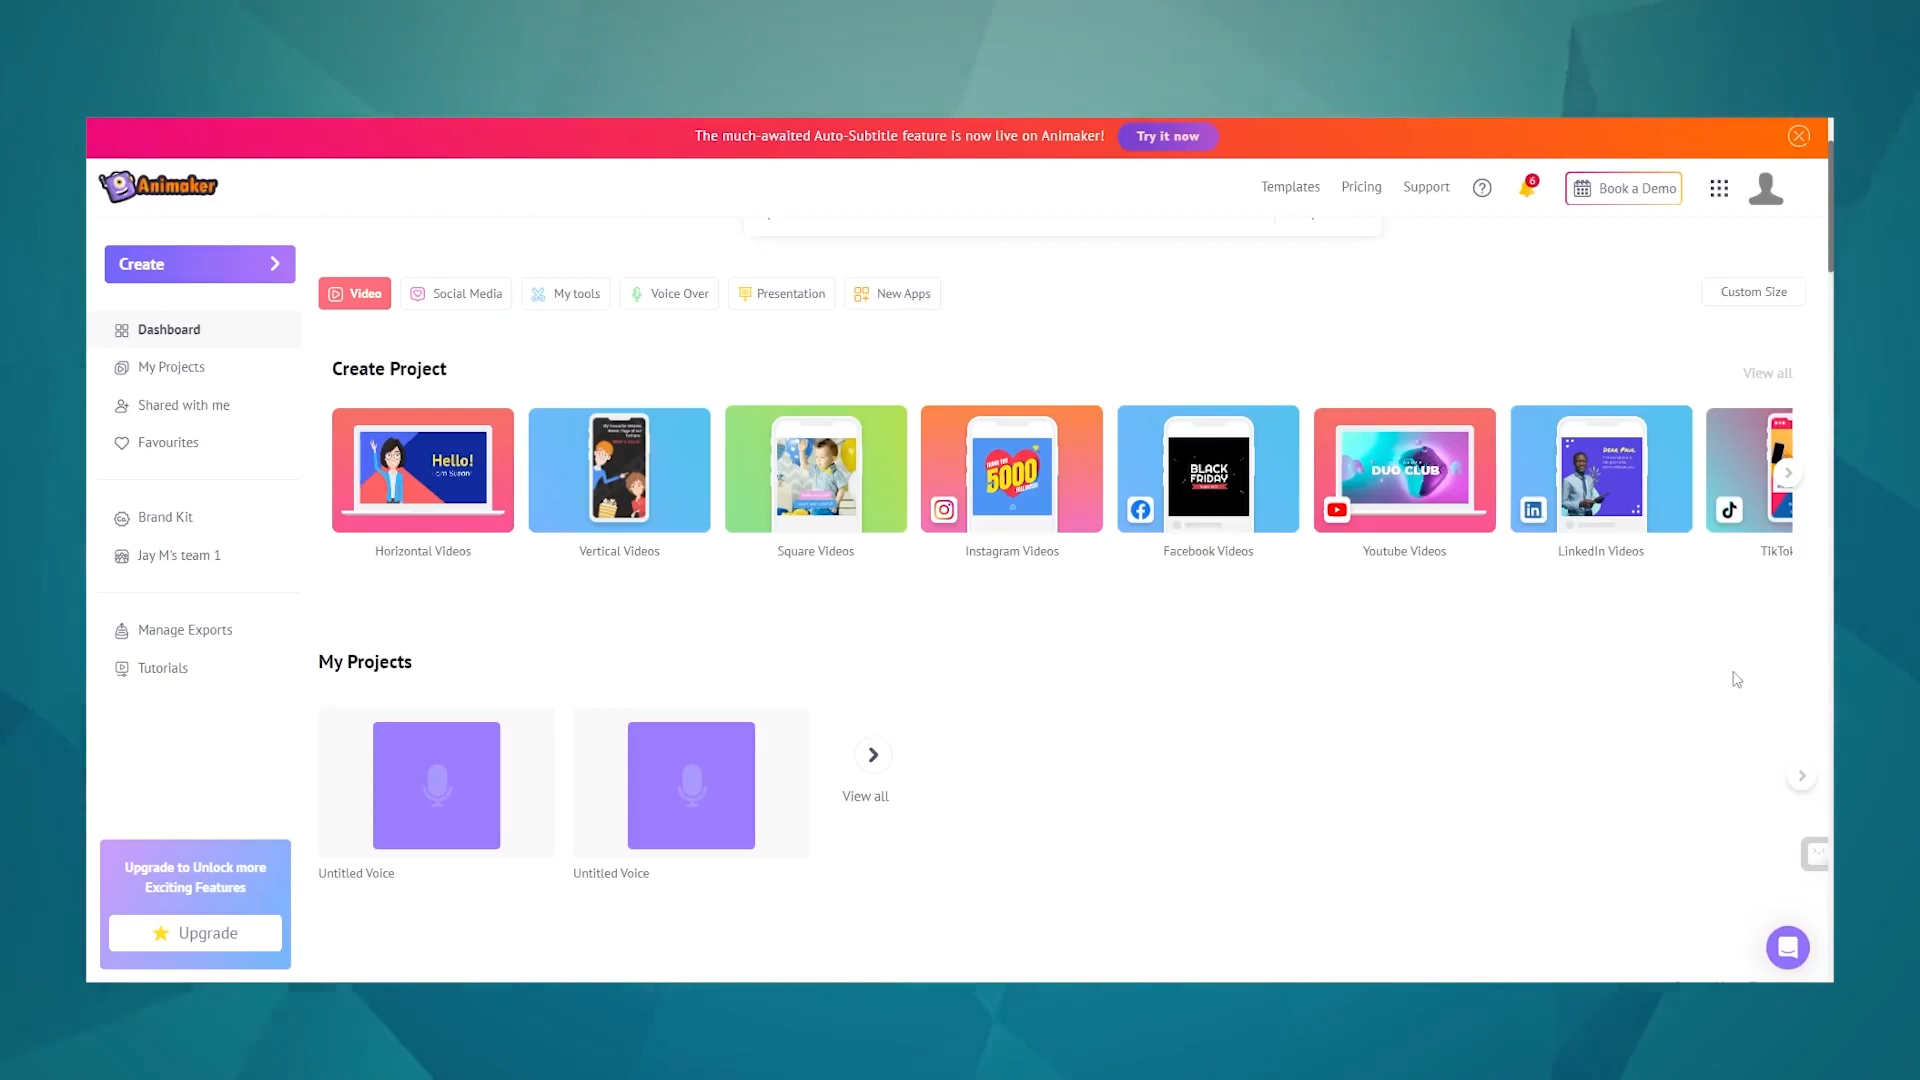 The much-awaited Auto-Subtitle feature is now live on Animaker!
Try it now
Animaker
Templates
Pricing
Support
6
Book a Demo
Create
Video
Social Media
My tools
Voice Over
Presentation
New Apps
Custom Size
Dashboard
My Projects
Shared with me
Favourites
Brand Kit
Jay M's team 1
Manage Exports
Tutorials
Create Project
View all
Hello!
I'm Susan!
5000
BLACK
FRIDAY
DUO CLUB
DEAR PAUL
Horizontal Videos
Vertical Videos
Square Videos
Instagram Videos
Facebook Videos
Youtube Videos
LinkedIn Videos
TikTok
My Projects
View all
Untitled Voice
Untitled Voice
Upgrade to Unlock more
Exciting Features
Upgrade